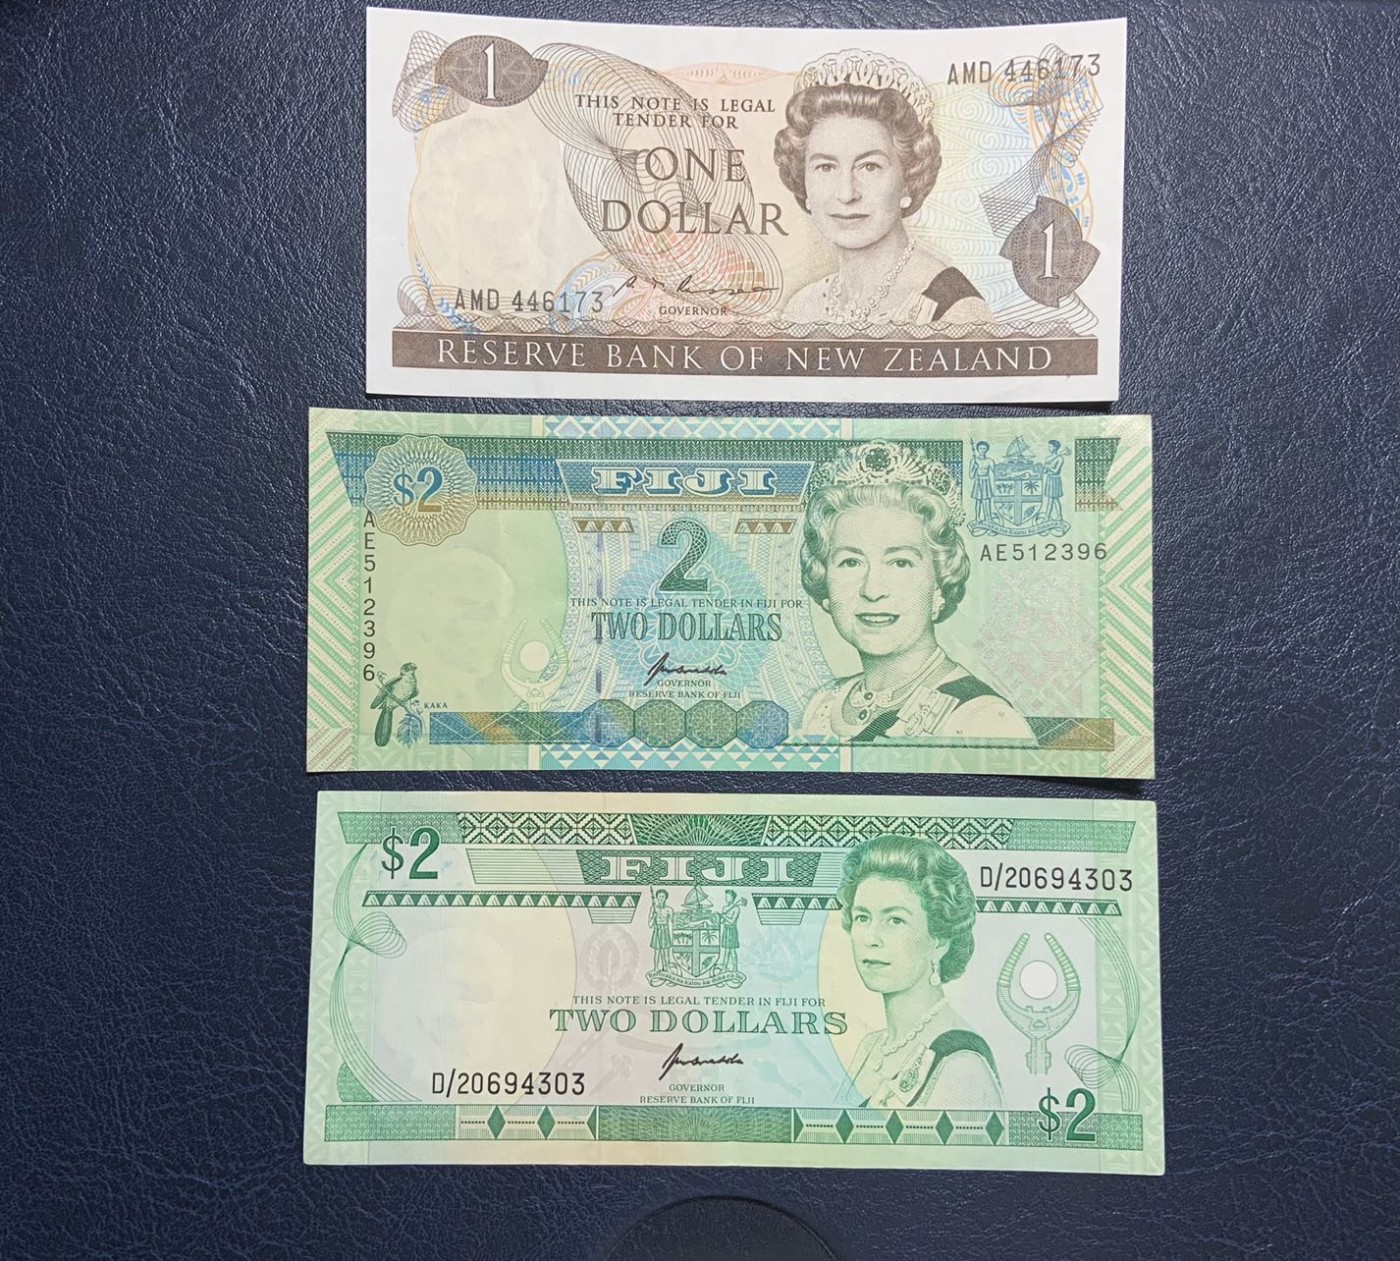 1
AMD 446173
THIS NOTE IS LEGAL
TENDER FOR
ONE
DOLLAR
1
AMD 446173
GOVERNOR
RESERVE BANK OF NEW ZEALAND
$2
FIJI
2
AE512396
AE512396
THIS NOTE IS LEGAL TENDER IN FIJI FOR
TWO DOLLARS
GOVERNOR
RESERVE BANK OF FIJI
KAKA
$2
FIJI
D/20694303
THIS NOTE IS LEGAL TENDER IN FIJI FOR
TWO DOLLARS
D/20694303
GOVERNOR
RESERVE BANK OF FIJI
$2